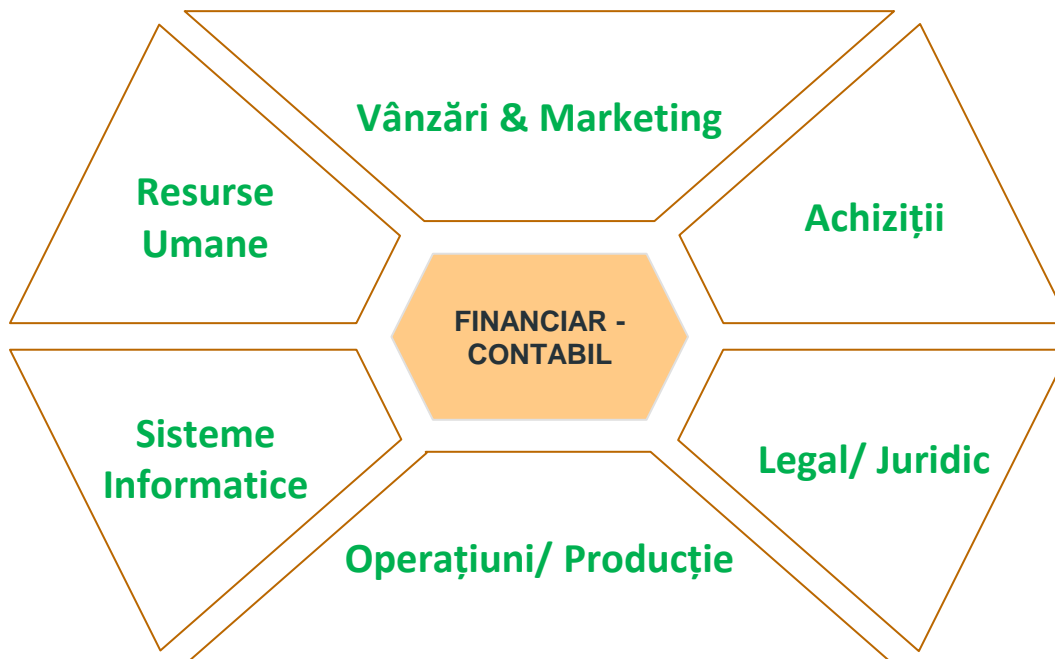 Vânzări & Marketing
Resurse
Umane
Achiziții
FINANCIAR -
CONTABIL
Sisteme
Informatice
Legal/ Juridic
Operațiuni/ Producție